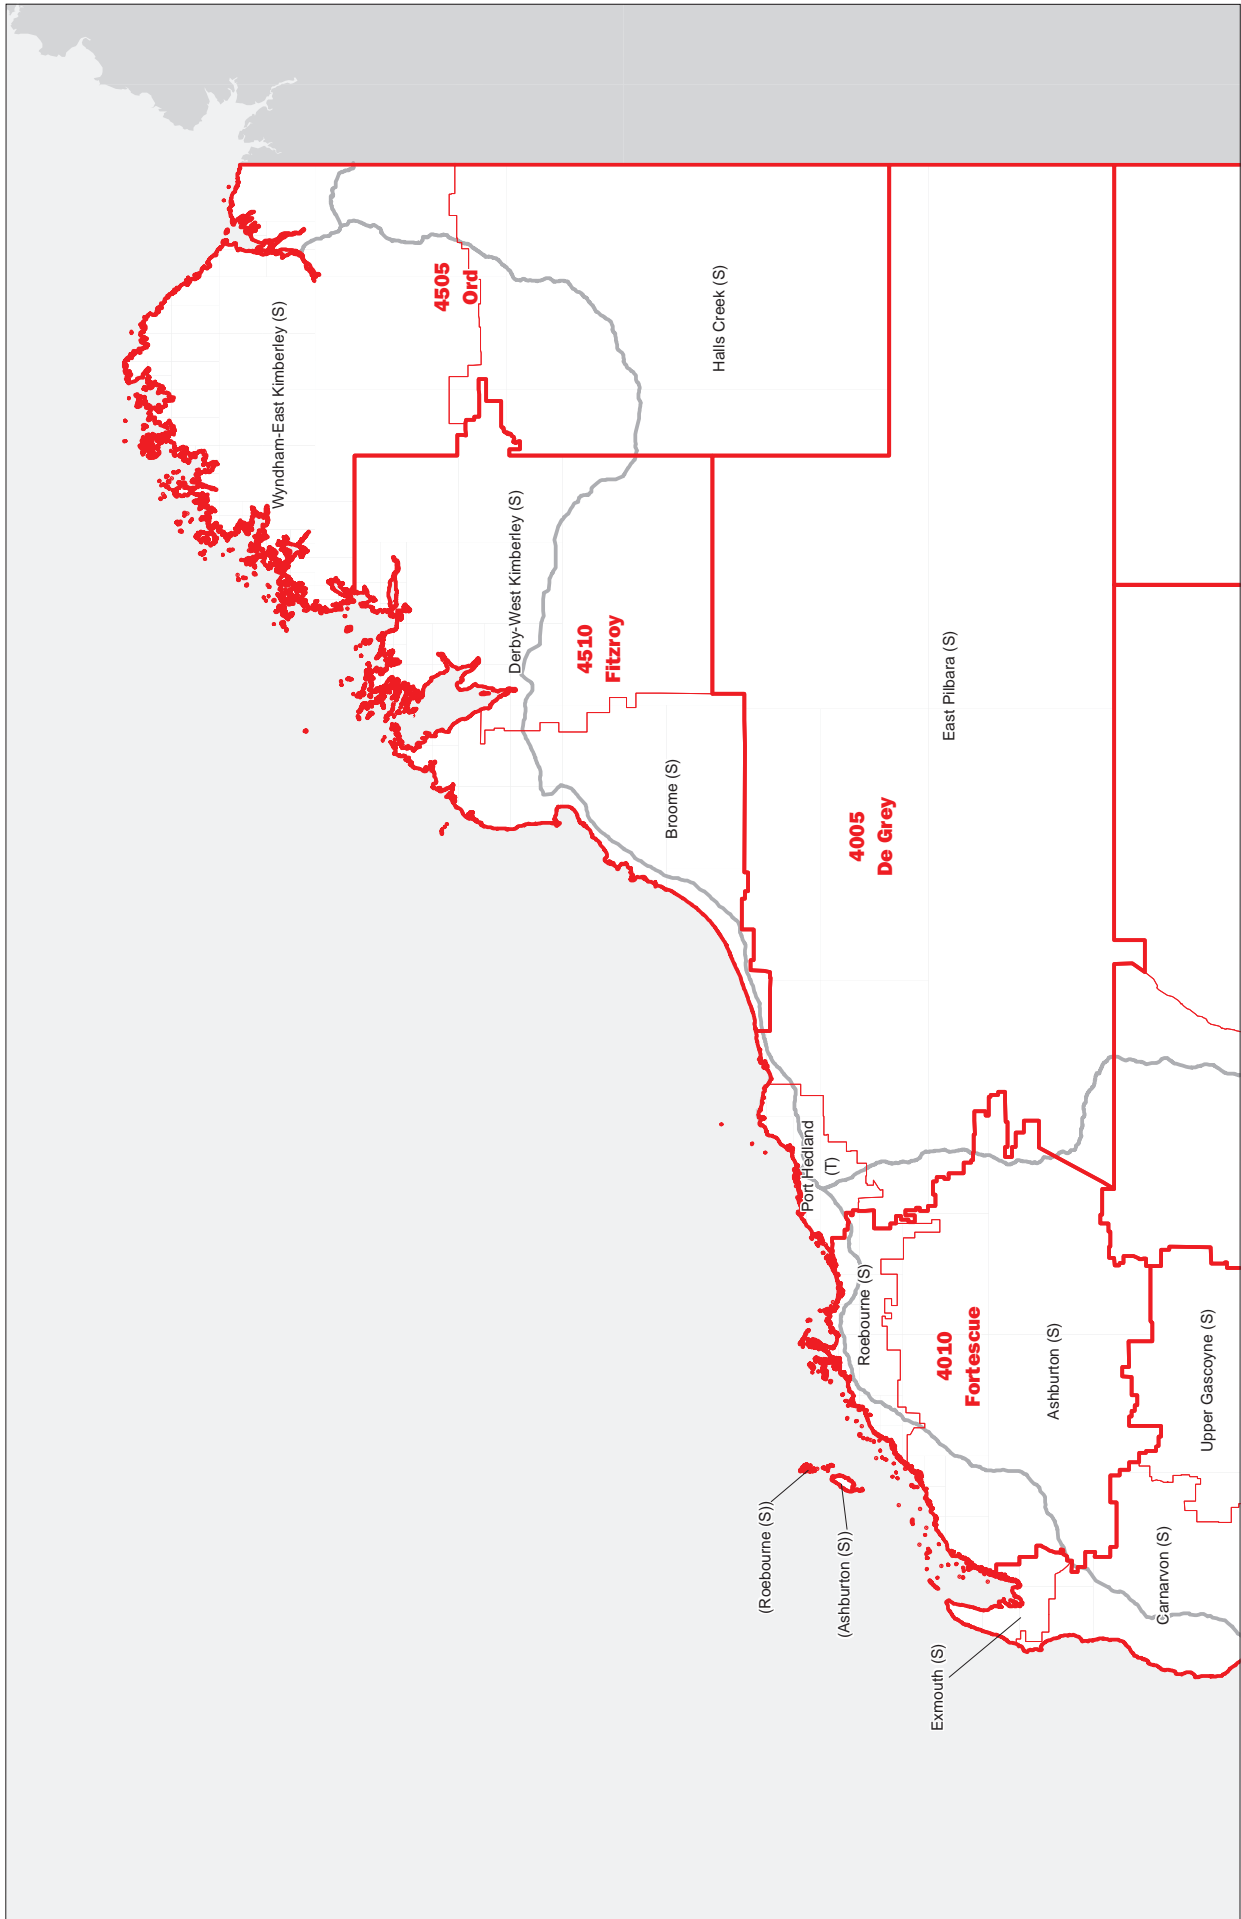 Wyndham-East Kimberley (S)
4505
Ord
Halls Creek (S)
Derby-West Kimberley (S)
4510
Fitzroy
Broome (S)
East Pilbara (S)
4005
De Grey
Port Hedland
(T)
Roebourne (S)
4010
Fortescue
Ashburton (S)
Upper Gascoyne (S)
(Roebourne (S))
(Ashburton (S))
Exmouth (S)
Carnarvon (S)